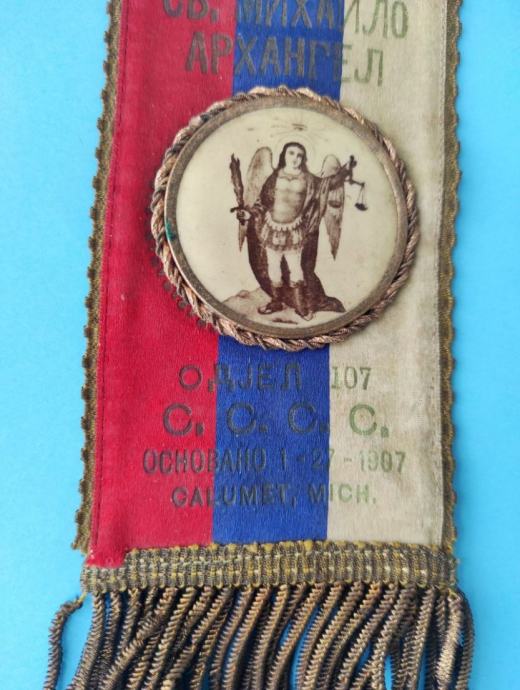 СВ. МИХАИЛО
АРХАНГЕЛ
ОДЈЕЛ 107
С. С. С. С.
ОСНОВАНО 1-27-1907
CALUMET, MICH.